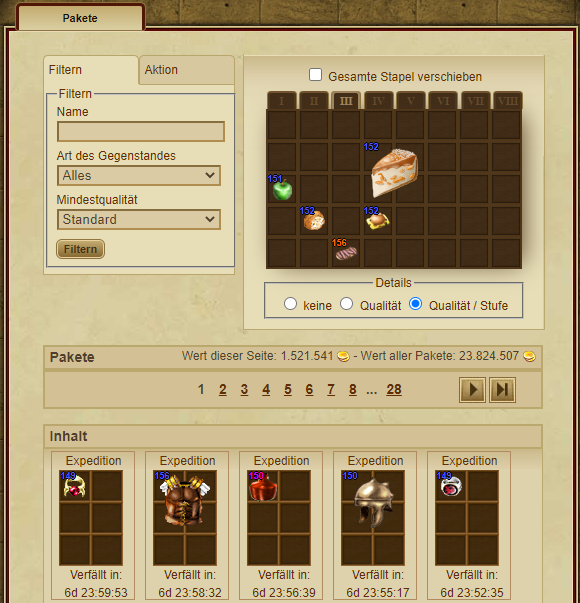 Pakete
Filtern
Aktion
Filtern
Name
Art des Gegenstandes
Alles
Mindestqualität
Standard
Filtern
Gesamte Stapel verschieben
I II III IV V VI VII VIII
152
151
152 152
156
Details
keine Qualität Qualität / Stufe
Pakete Wert dieser Seite: 1.521.541 - Wert aller Pakete: 23.824.507
1 2 3 4 5 6 7 8 ... 28
Inhalt
Expedition Expedition Expedition Expedition Expedition
149 156 150 150 149
Verfällt in: Verfällt in: Verfällt in: Verfällt in: Verfällt in:
6d 23:59:53 6d 23:58:32 6d 23:56:39 6d 23:55:17 6d 23:52:35